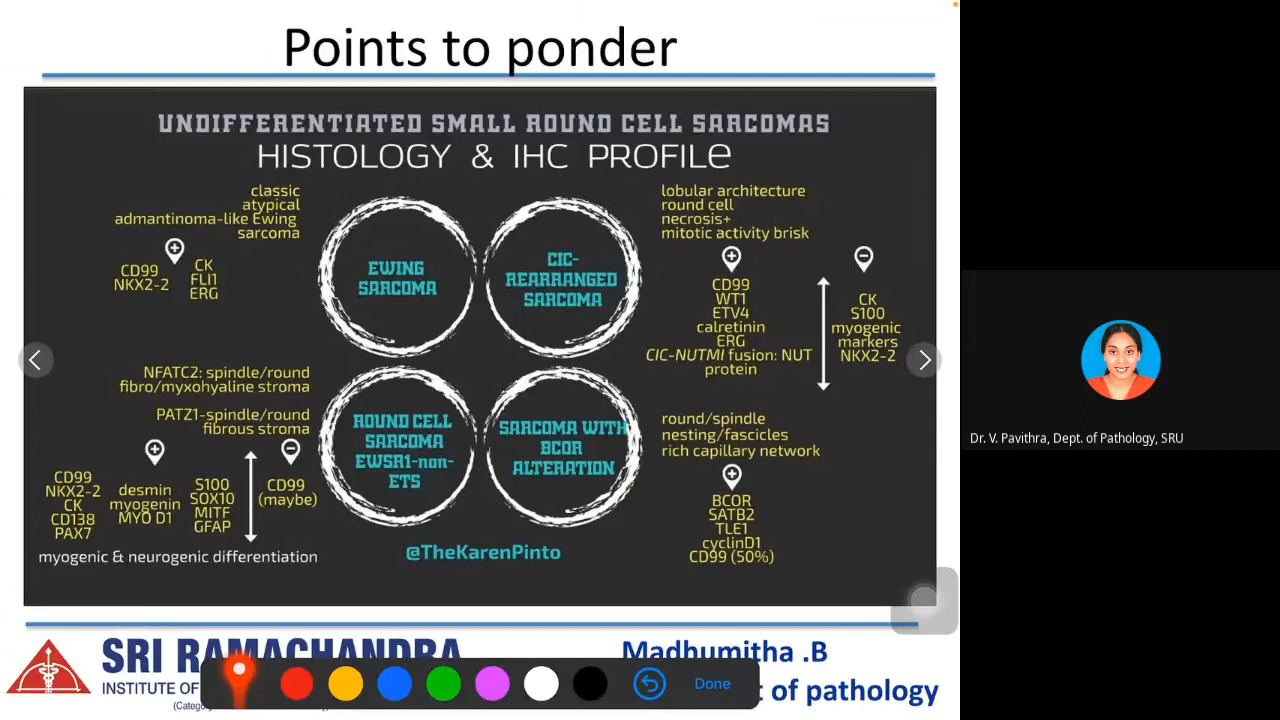 Points to ponder
UNDIFFERENTIATED SMALL ROUND CELL SARCOMAS
HISTOLOGY & IHC PROFILE
classic
atypical
admantinoma-like Ewing
sarcoma
CD99
NKX2-2
CK
FLI1
ERG
EWING
SARCOMA
CIC-
REARRANGED
SARCOMA
lobular architecture
round cell
necrosis+
mitotic activity brisk
CD99
WT1
ETV4
calretinin
ERG
CIC-NUTMI fusion: NUT
protein
CK
S100
myogenic
markers
NKX2-2
NFATC2: spindle/round
fibro/myxohyaline stroma
PATZ1-spindle/round
fibrous stroma
CD99
NKX2-2
CK
CD138
PAX7
desmin
myogenin
MYO D1
S100
SOX10
MITF
GFAP
CD99
(maybe)
myogenic & neurogenic differentiation
ROUND CELL
SARCOMA
EWSR1-non-
ETS
SARCOMA WITH
BCOR
ALTERATION
round/spindle
nesting/fascicles
rich capillary network
BCOR
SATB2
TLE1
cyclinD1
CD99 (50%)
@TheKarenPinto
SRI RAMACHANDRA
INSTITUTE OF
(Categ
Madhumitha .B
t of pathology
Done
Dr. V. Pavithra, Dept. of Pathology, SRU